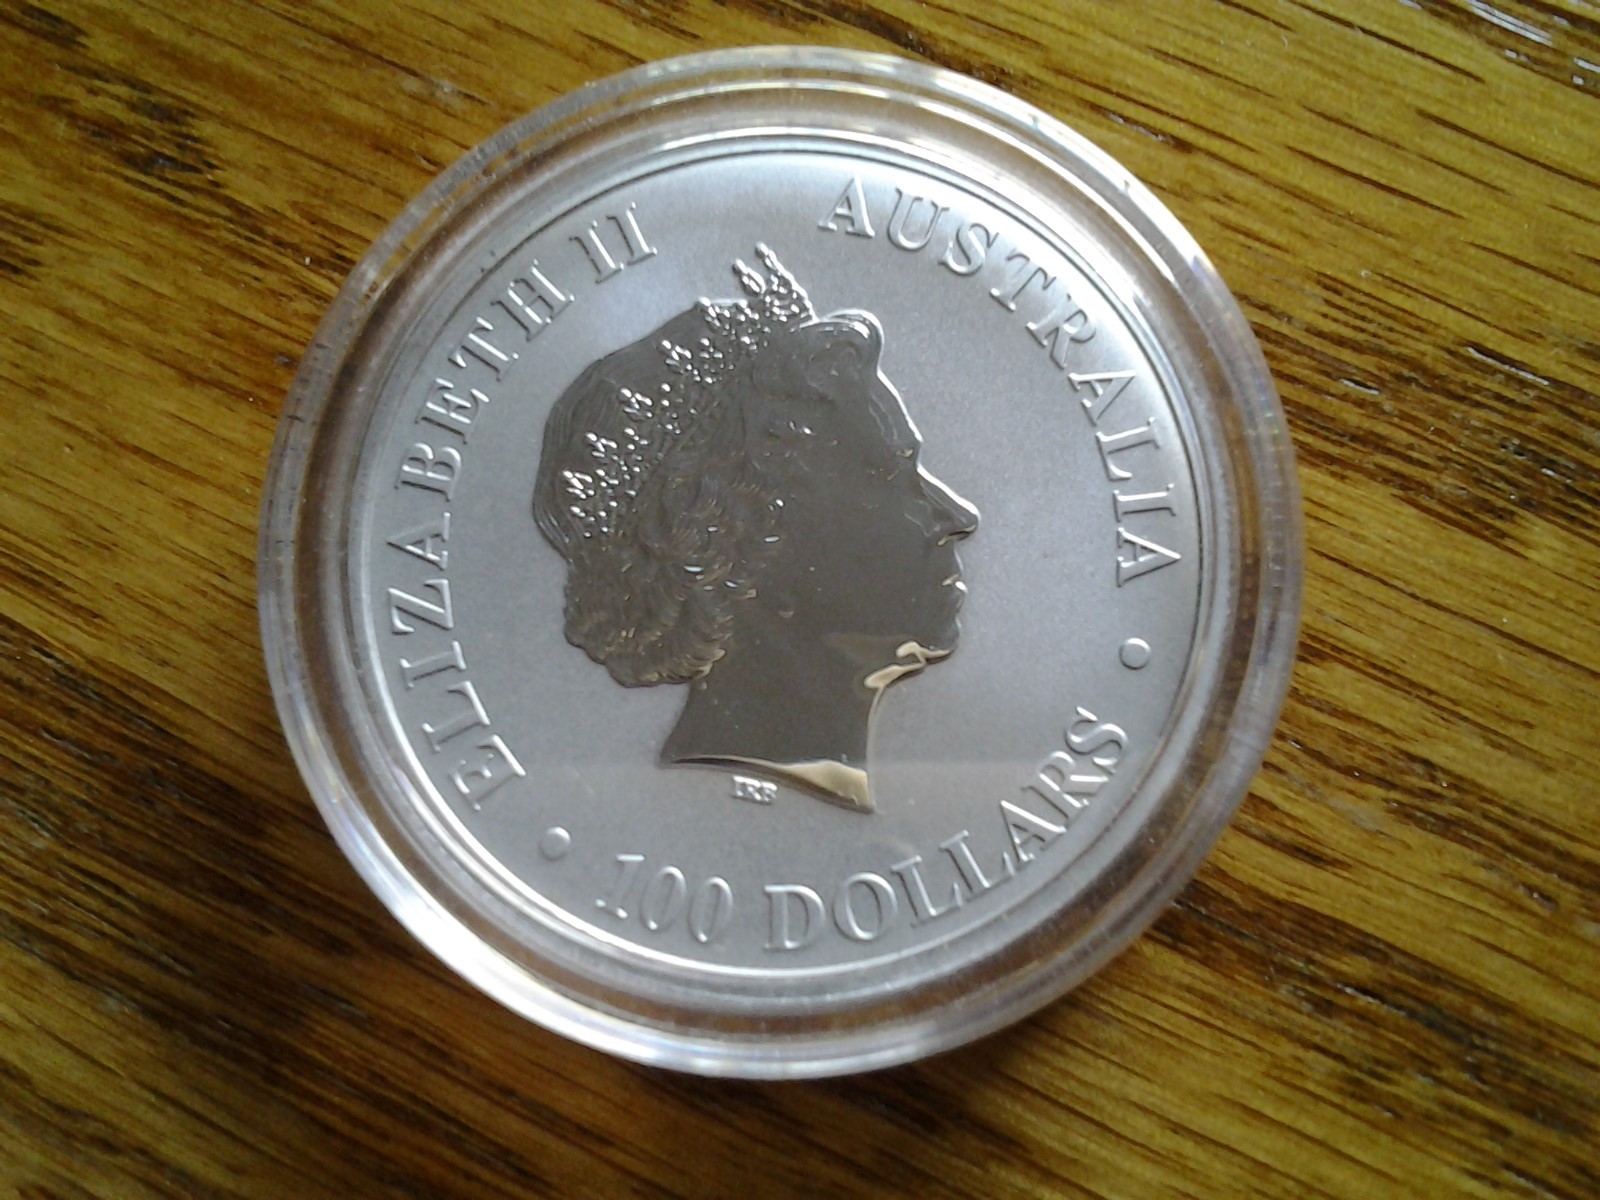 ELIZABETH II
AUSTRALIA
100 DOLLARS
IRB